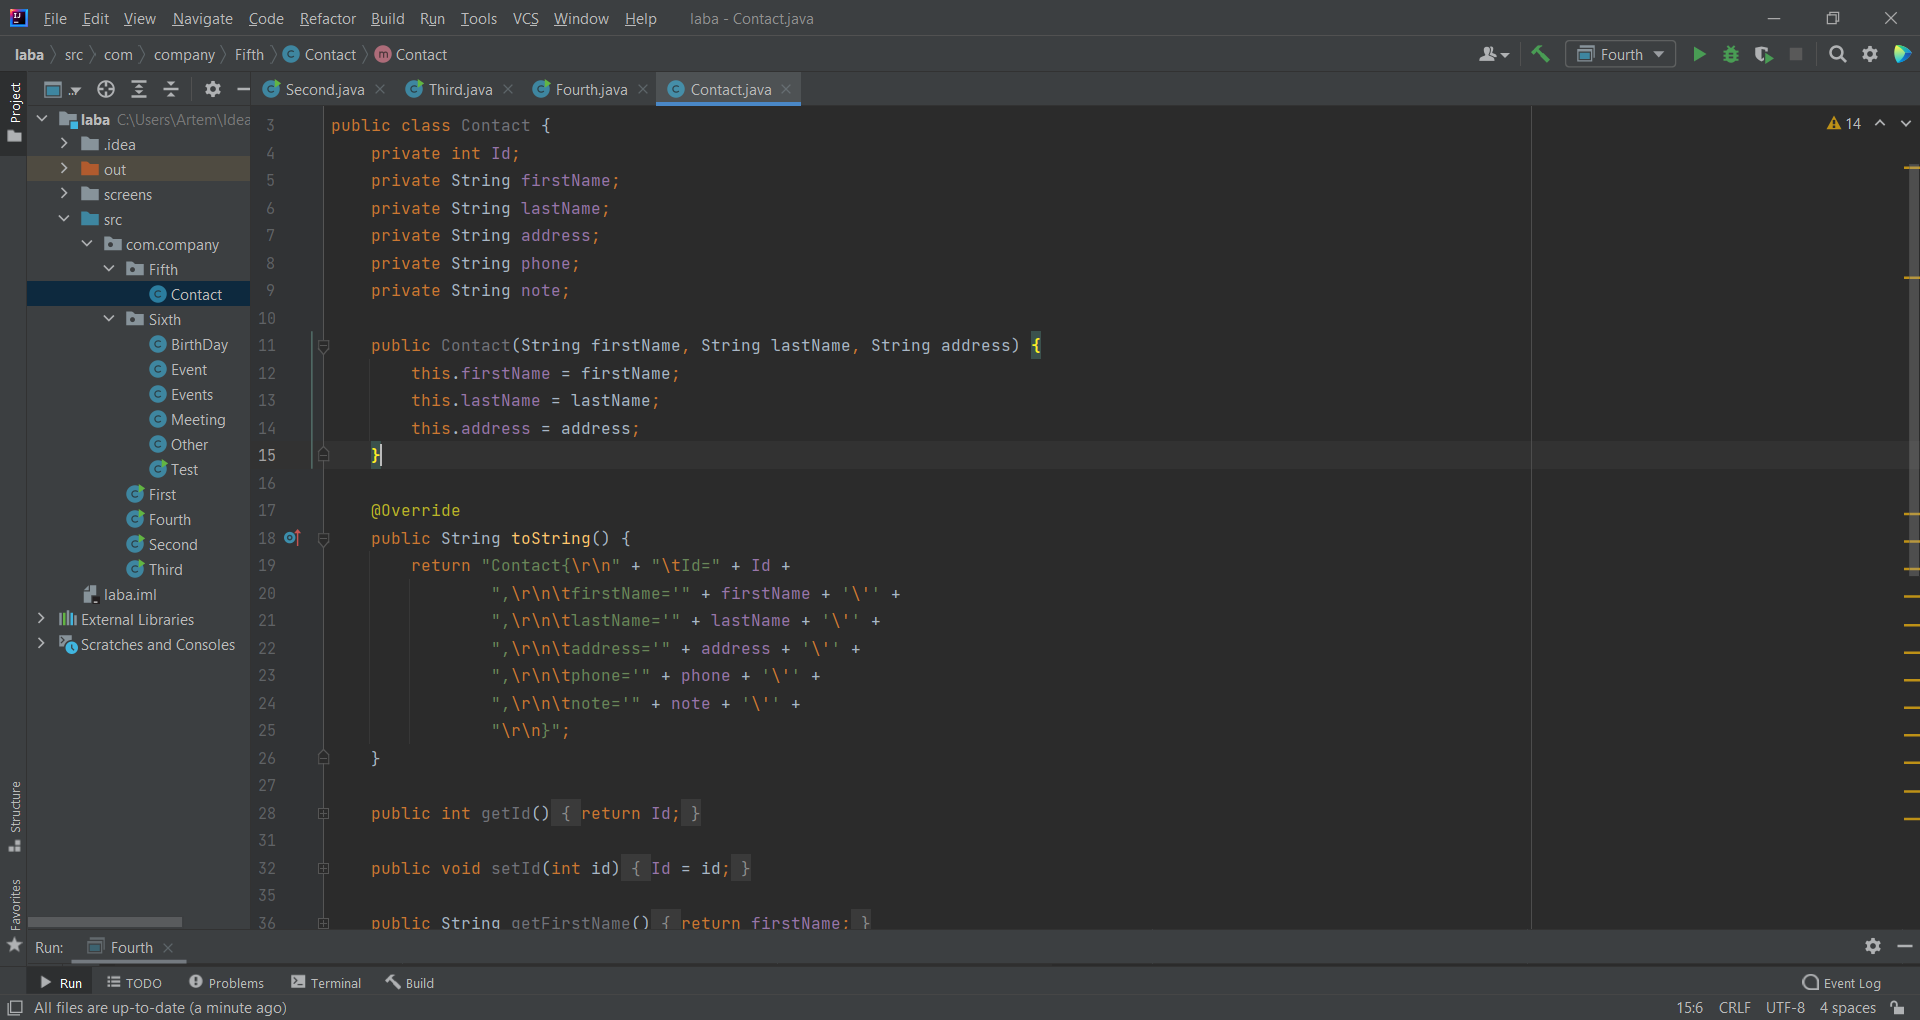 File Edit View Navigate Code Refactor Build Run Tools VCS Window Help laba - Contact.java
laba src com company Fifth Contact Contact
Fourth
Project
Second.java Third.java Fourth.java Contact.java
laba C:\Users\Artem\Idea
.idea
out
screens
src
com.company
Fifth
Contact
Sixth
BirthDay
Event
Events
Meeting
Other
Test
First
Fourth
Second
Third
laba.iml
External Libraries
Scratches and Consoles
14
3 public class Contact {
4 private int Id;
5 private String firstName;
6 private String lastName;
7 private String address;
8 private String phone;
9 private String note;
10
11 public Contact(String firstName, String lastName, String address) {
12 this.firstName = firstName;
13 this.lastName = lastName;
14 this.address = address;
15 }
16
17 @Override
18 public String toString() {
19 return "Contact{\r\n" + "\tId=" + Id +
20 ",\r\n\tfirstName='" + firstName + '\'' +
21 ",\r\n\tlastName='" + lastName + '\'' +
22 ",\r\n\taddress='" + address + '\'' +
23 ",\r\n\tphone='" + phone + '\'' +
24 ",\r\n\tnote='" + note + '\'' +
25 "\r\n}";
26 }
27
28 public int getId() { return Id; }
31
32 public void setId(int id) { Id = id; }
35
36 public String getFirstName() { return firstName; }
Structure
Favorites
Run: Fourth
Run TODO Problems Terminal Build Event Log
All files are up-to-date (a minute ago) 15:6 CRLF UTF-8 4 spaces